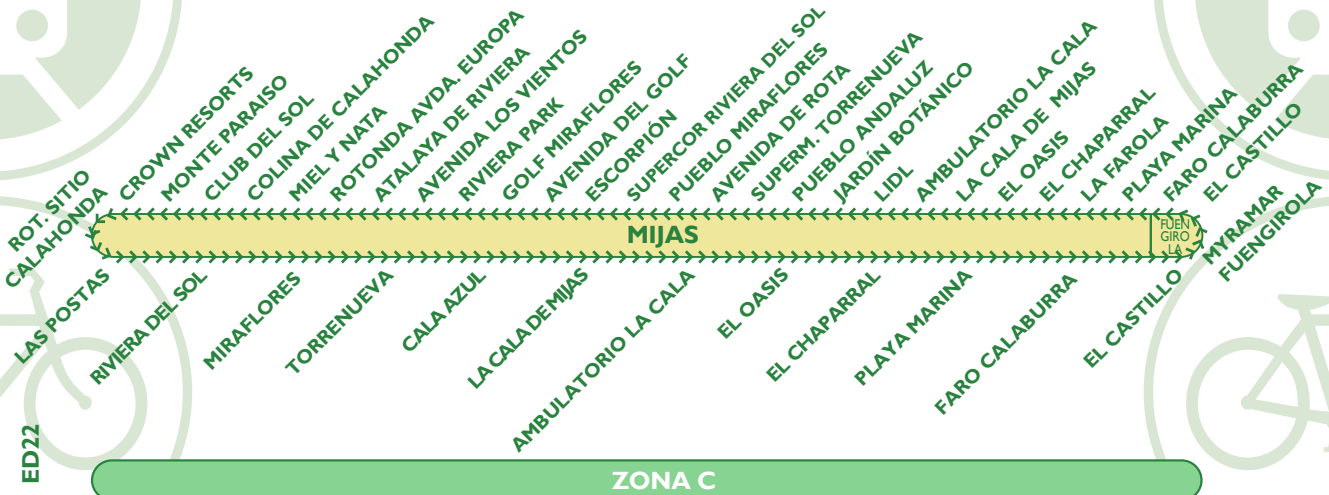 ROT. SITIO
CALAHONDA
CROWN RESORTS
MONTE PARAISO
CLUB DEL SOL
COLINA DE CALAHONDA
MIEL Y NATA
ROTONDA AVDA. EUROPA
ATALAYA DE RIVIERA
AVENIDA LOS VIENTOS
RIVIERA PARK
GOLF MIRAFLORES
AVENIDA DEL GOLF
ESCORPIÓN
SUPERCOR RIVIERA DEL SOL
PUEBLO MIRAFLORES
AVENIDA DE ROTA
SUPERM. TORRENUEVA
PUEBLO ANDALUZ
JARDÍN BOTÁNICO
LIDL
AMBULATORIO LA CALA
LA CALA DE MIJAS
EL OASIS
EL CHAPARRAL
LA FAROLA
PLAYA MARINA
FARO CALABURRA
EL CASTILLO
MYRAMAR
FUENGIROLA
MIJAS
FUEN
GIRO
LA
LAS POSTAS
RIVIERA DEL SOL
MIRAFLORES
TORRENUEVA
CALA AZUL
LA CALA DE MIJAS
AMBULATORIO LA CALA
EL OASIS
EL CHAPARRAL
PLAYA MARINA
FARO CALABURRA
EL CASTILLO
ED22
ZONA C